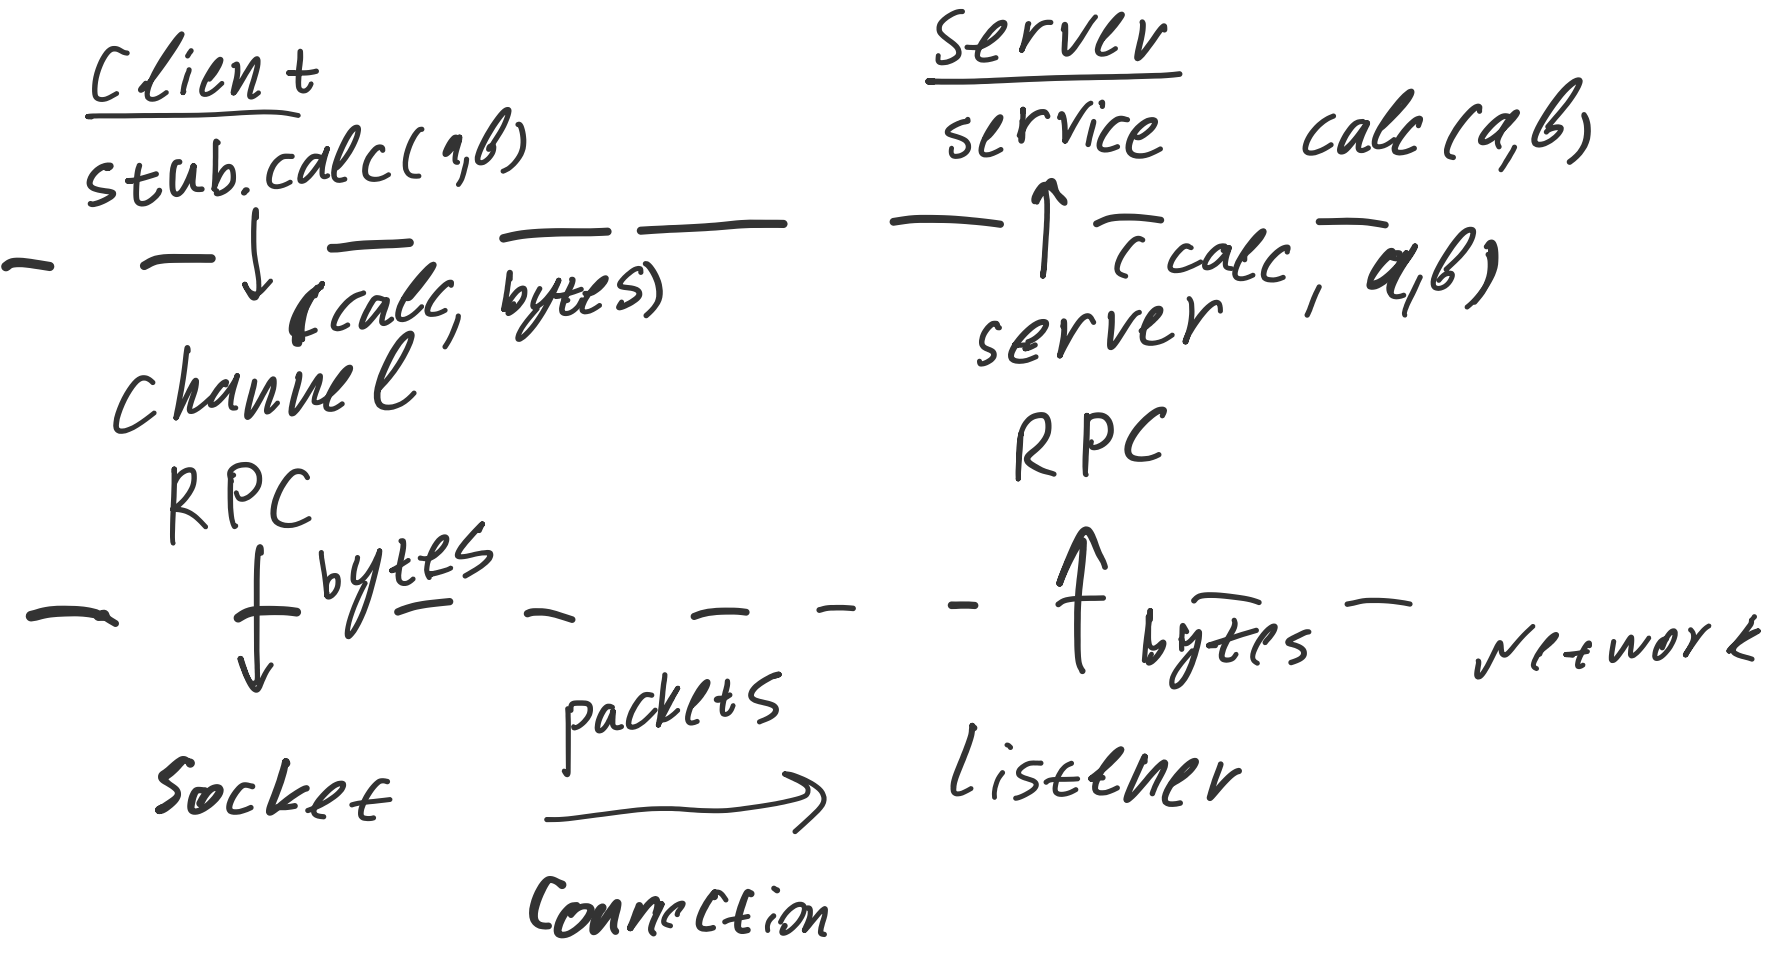 Client
stub.calc(a,b)
(calc, bytes)
channel
RPC
bytes
Socket
packets
Connection
Server
service
calc(a,b)
(calc, a,b)
server
RPC
bytes
Network
listener